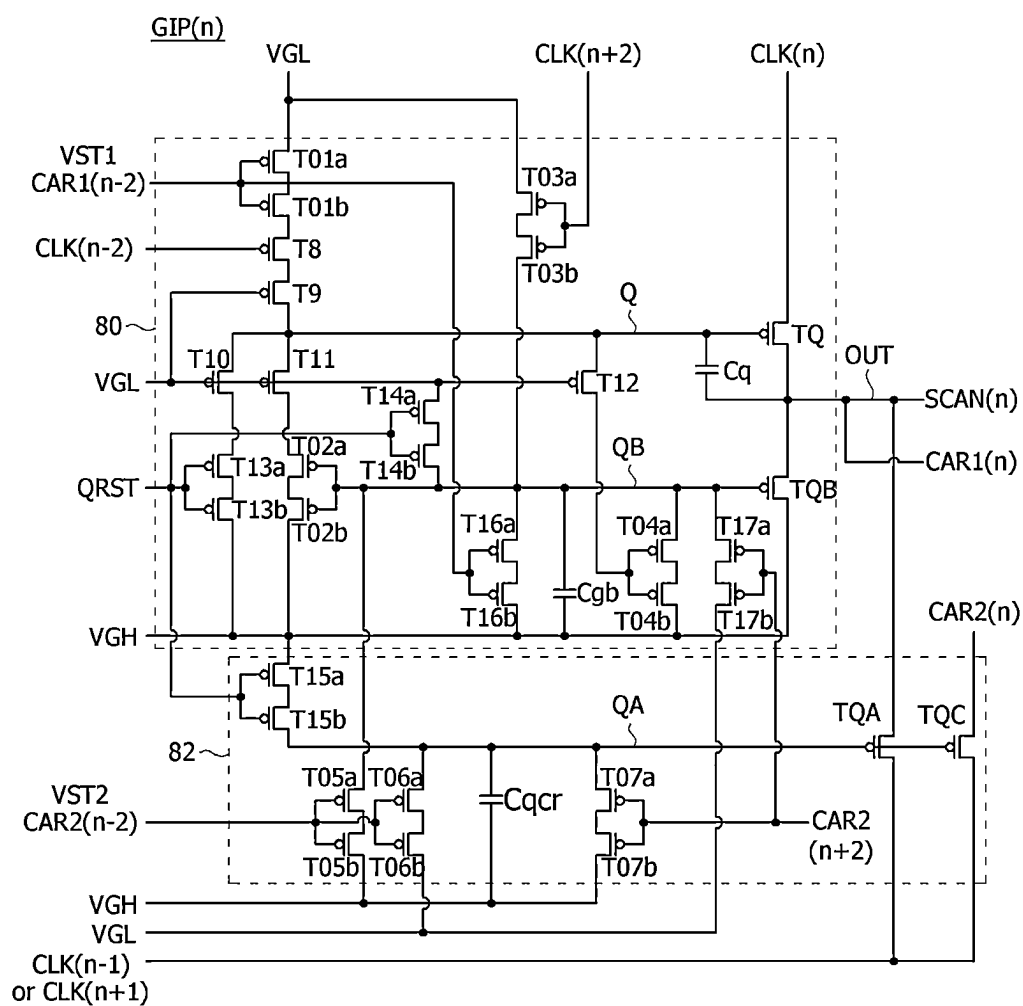 GIP(n)
VGL
CLK(n+2)
CLK(n)
VST1
CAR1(n-2)
T01a
T01b
T03a
T03b
CLK(n-2)
T8
T9
80
Q
TQ
T10
T11
OUT
VGL
T12
Cq
SCAN(n)
T14a
T14b
CAR1(n)
QRST
T13a
T13b
T02a
T02b
QB
TQB
T16a
T16b
Cgb
T04a
T04b
T17a
T17b
VGH
CAR2(n)
T15a
T15b
QA
TQA
TQC
82
VST2
CAR2(n-2)
T05a
T05b
T06a
T06b
Cqcr
T07a
T07b
CAR2
(n+2)
VGH
VGL
CLK(n-1)
or CLK(n+1)